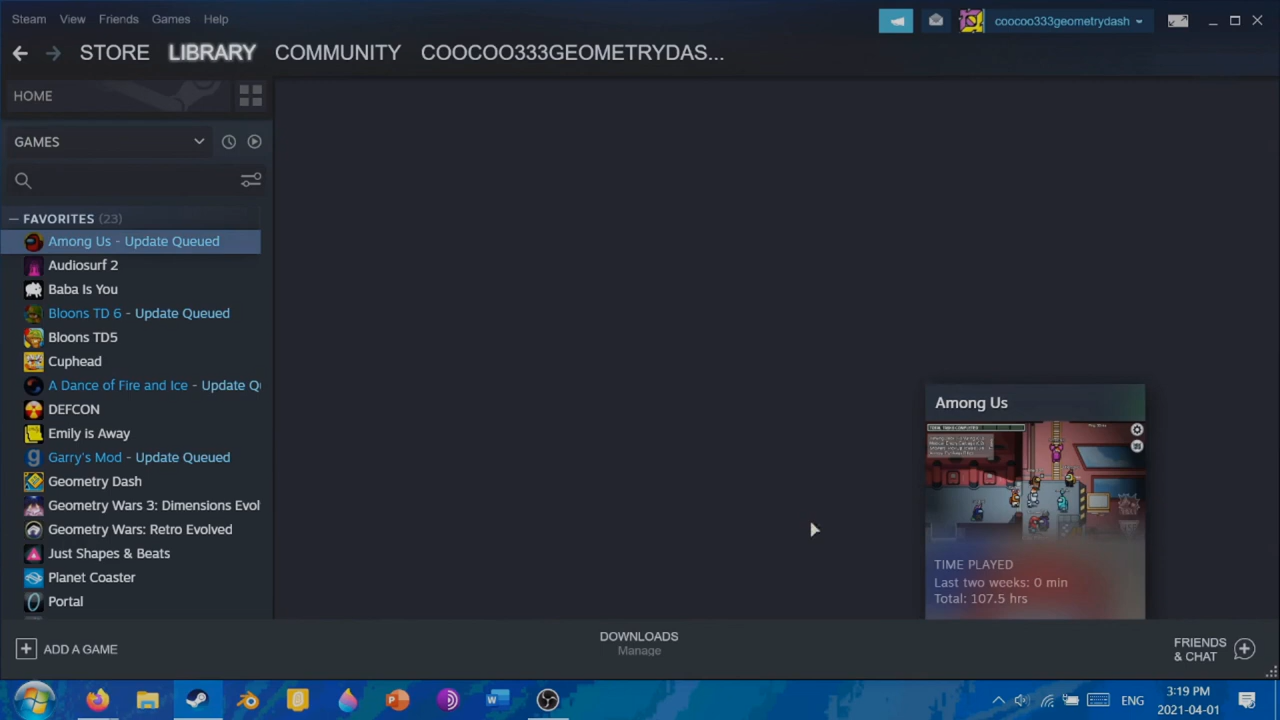 Steam View Friends Games Help
coocoo333geometrydash
STORE LIBRARY COMMUNITY COOCOO333GEOMETRYDAS...
HOME
GAMES
FAVORITES (23)
Among Us - Update Queued
Audiosurf 2
Baba Is You
Bloons TD 6 - Update Queued
Bloons TD5
Cuphead
A Dance of Fire and Ice - Update Q
DEFCON
Emily is Away
Garry's Mod - Update Queued
Geometry Dash
Geometry Wars 3: Dimensions Evol
Geometry Wars: Retro Evolved
Just Shapes & Beats
Planet Coaster
Portal
Among Us
TIME PLAYED
Last two weeks: 0 min
Total: 107.5 hrs
ADD A GAME
DOWNLOADS
Manage
FRIENDS
& CHAT
ENG
3:19 PM
2021-04-01